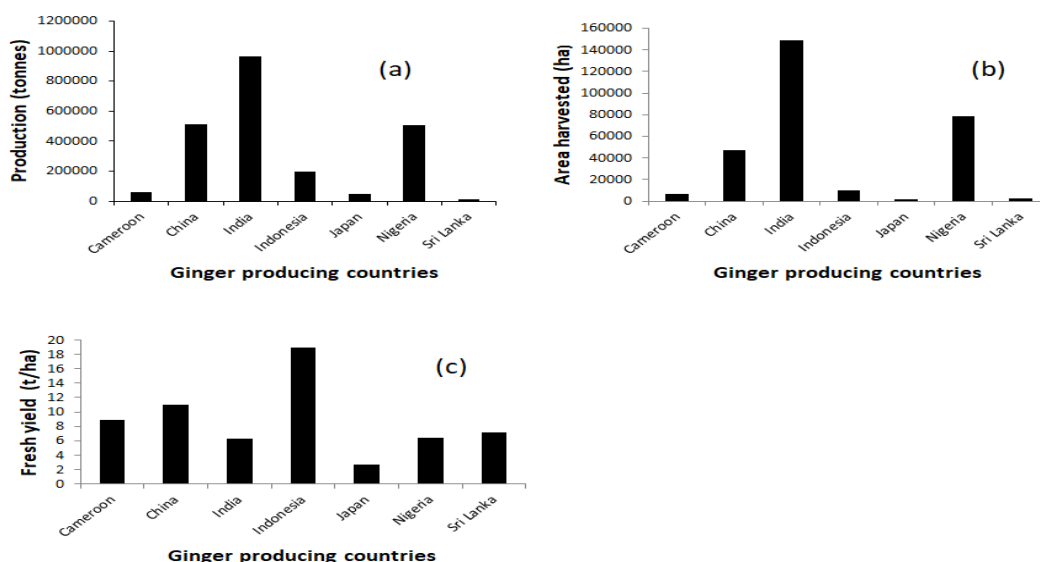 Production (tonnes)
1200000
1000000
800000
600000
400000
200000
0
(a)
Cameroon
China
India
Indonesia
Japan
Nigeria
Sri Lanka
Ginger producing countries
Area harvested (ha)
160000
140000
120000
100000
80000
60000
40000
20000
0
(b)
Cameroon
China
India
Indonesia
Japan
Nigeria
Sri Lanka
Ginger producing countries
Fresh yield (t/ha)
20
18
16
14
12
10
8
6
4
2
0
(c)
Cameroon
China
India
Indonesia
Japan
Nigeria
Sri Lanka
Ginger producing countries